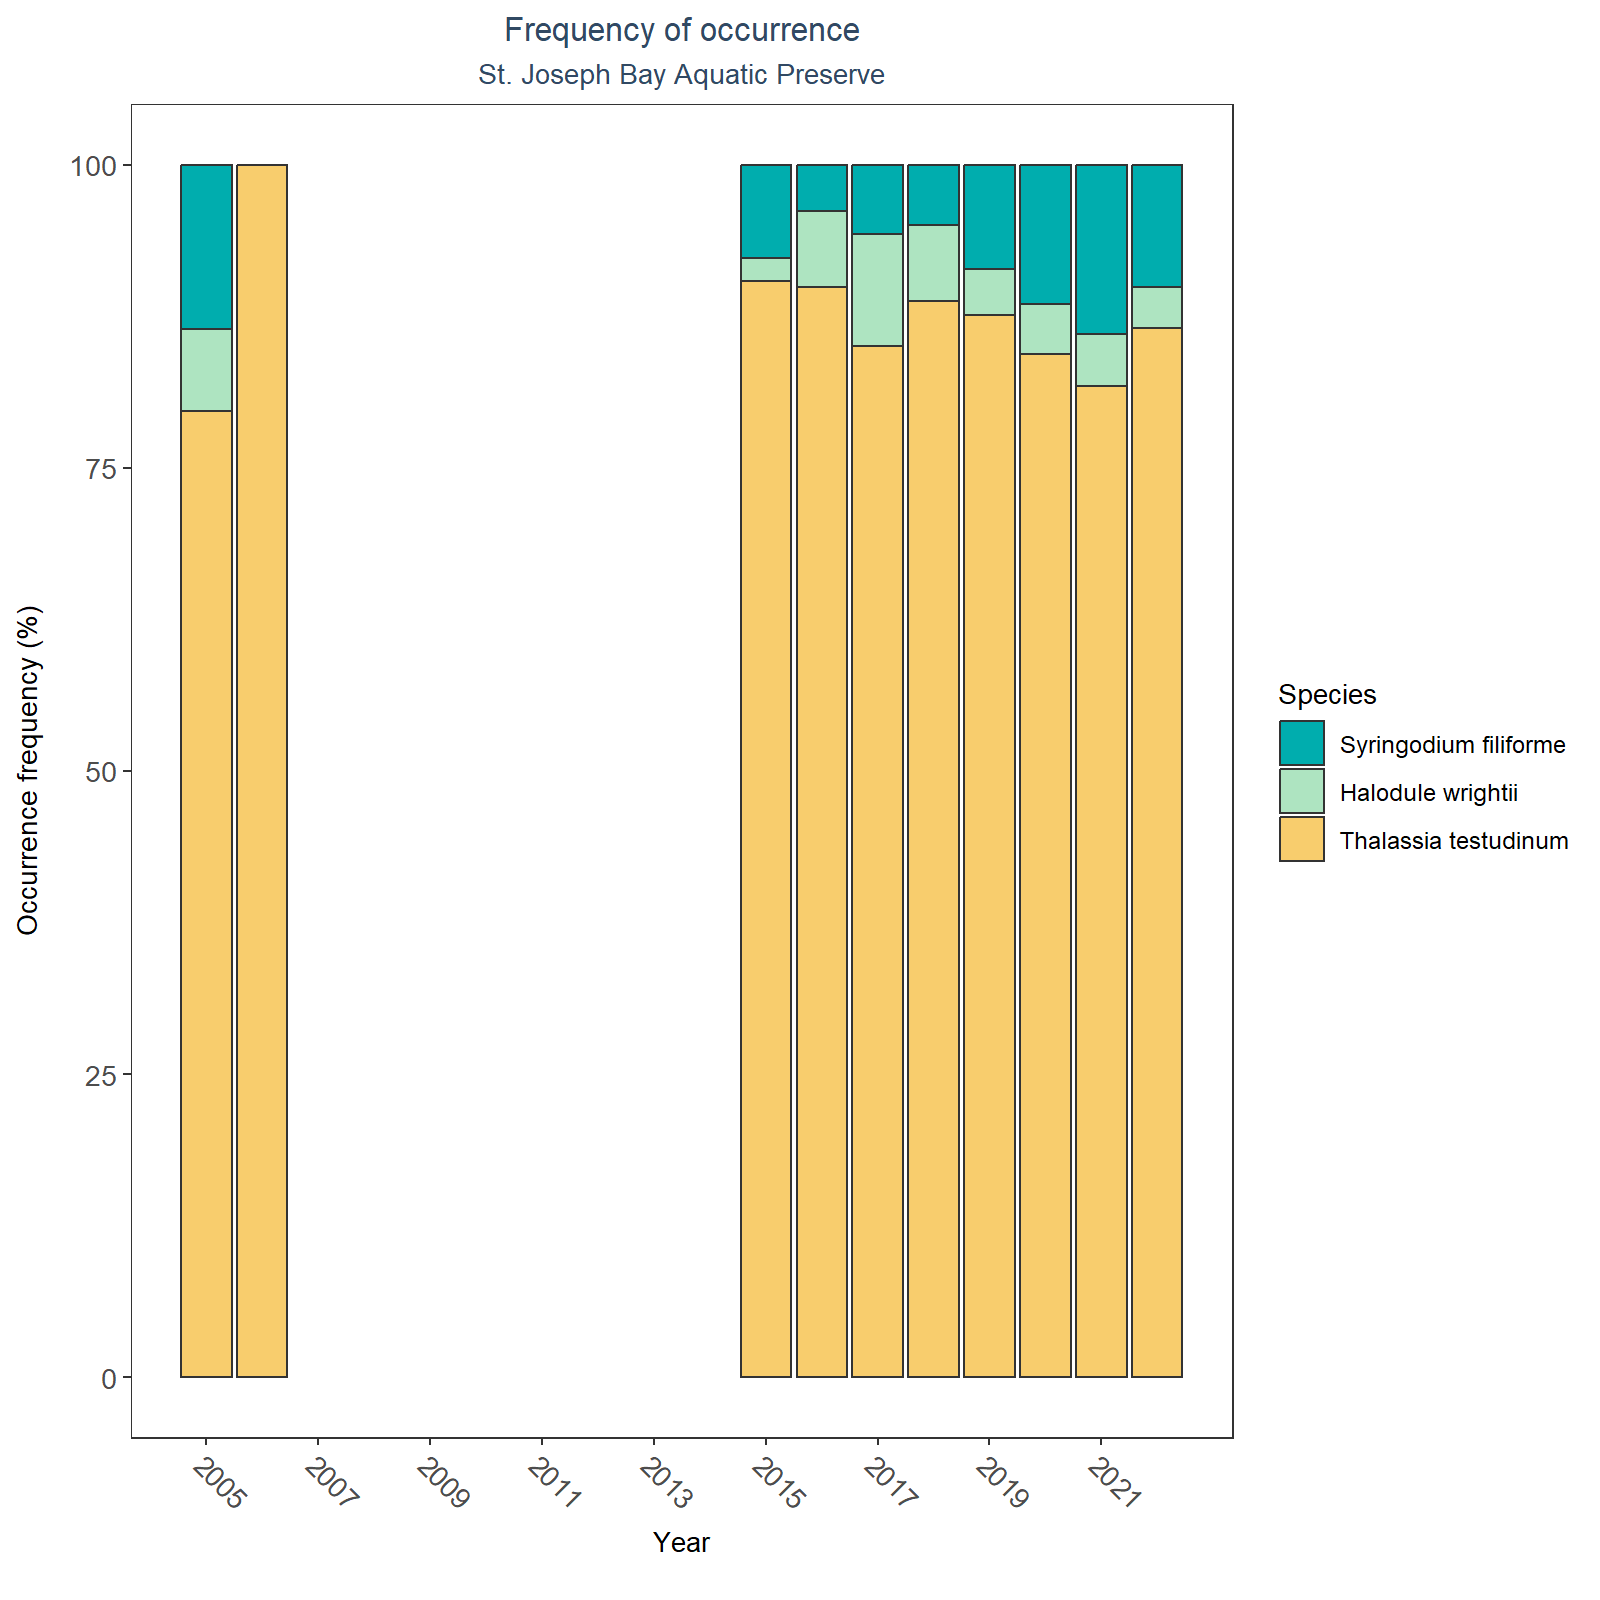 Frequency of occurrence
St. Joseph Bay Aquatic Preserve
Occurrence frequency (%)
100
75
50
25
0
2005
2007
2009
2011
2013
2015
2017
2019
2021
Year
Species
Syringodium filiforme
Halodule wrightii
Thalassia testudinum